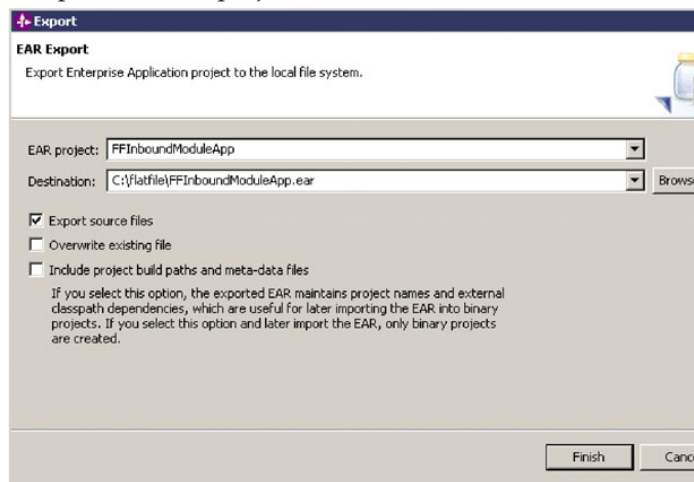 Export
EAR Export
Export Enterprise Application project to the local file system.
EAR project: FFInboundModuleApp
Destination: C:\flatfile\FFInboundModuleApp.ear Browse
Export source files
Overwrite existing file
Include project build paths and meta-data files
If you select this option, the exported EAR maintains project names and external
classpath dependencies, which are useful for later importing the EAR into binary
projects. If you select this option and later import the EAR, only binary projects
are created.
Finish Canc